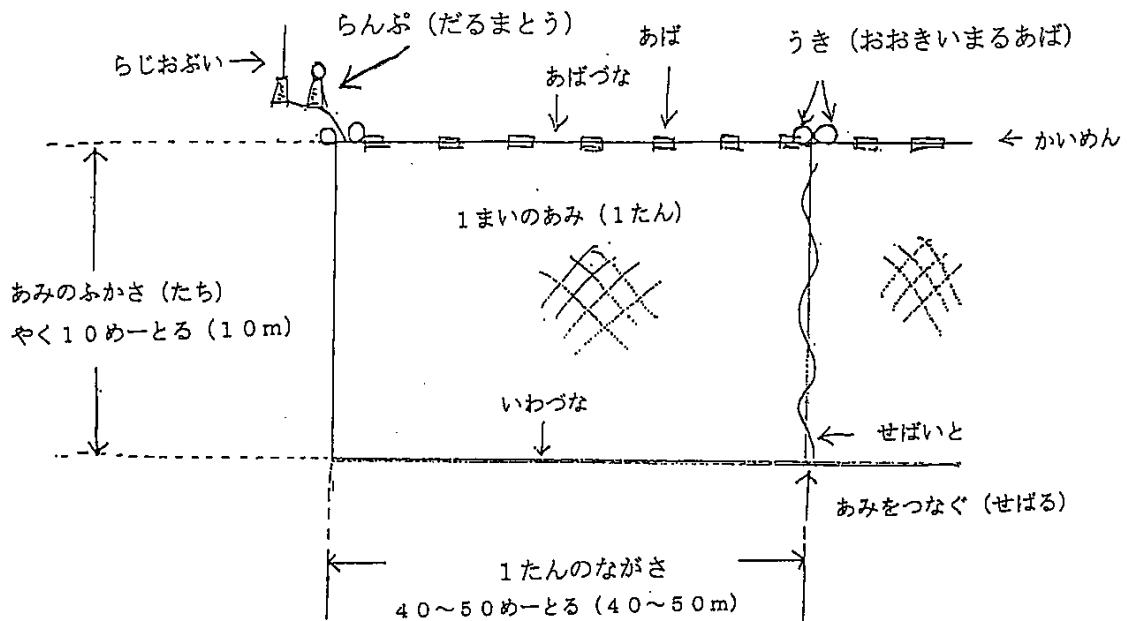 らんぷ（だるまとう）
あば
うき（おおきいまるあば）
らじおぶい
あばづな
かいめん
１まいのあみ（１たん）
あみのふかさ（たち）
やく１０めーとる（１０ｍ）
いわづな
せばいと
あみをつなぐ（せばる）
１たんのながさ
４０～５０めーとる（４０～５０ｍ）